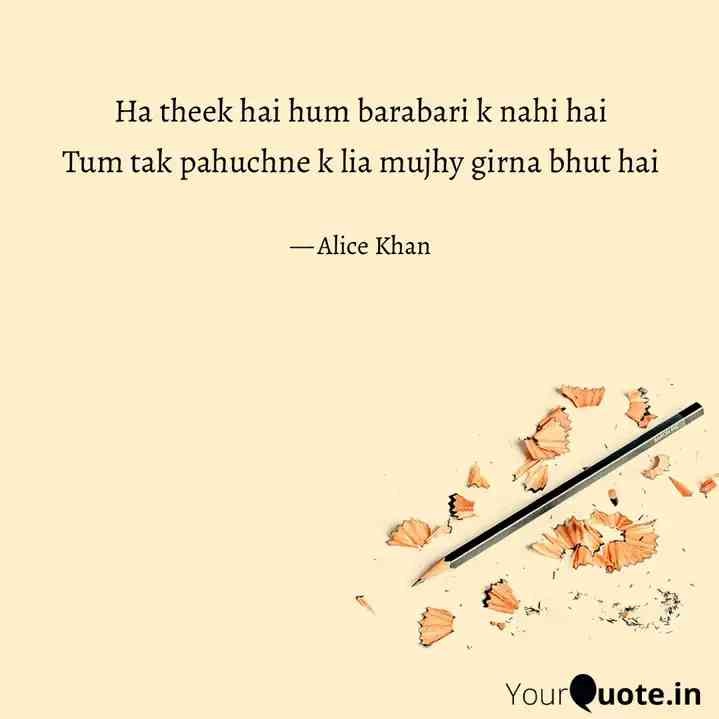 Ha theek hai hum barabari k nahi hai
Tum tak pahuchne k lia mujhy girna bhut hai
—Alice Khan
YourQuote.in